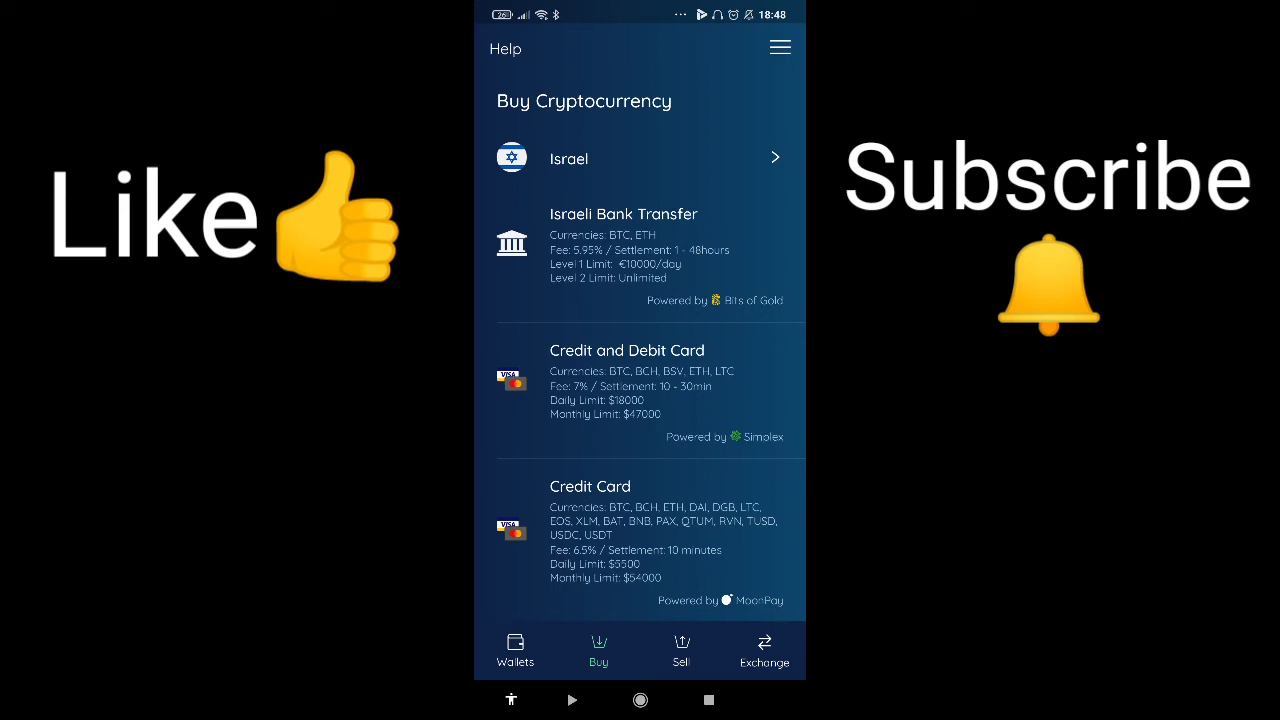 Like
Subscribe
26
18:48
Help
Buy Cryptocurrency
Israel
Israeli Bank Transfer
Currencies: BTC, ETH
Fee: 5.95% / Settlement: 1 - 48hours
Level 1 Limit:  €10000/day
Level 2 Limit: Unlimited
Powered by Bits of Gold
Credit and Debit Card
Currencies: BTC, BCH, BSV, ETH, LTC
Fee: 7% / Settlement: 10 - 30min
Daily Limit: $18000
Monthly Limit: $47000
Powered by Simplex
Credit Card
Currencies: BTC, BCH, ETH, DAI, DGB, LTC,
EOS, XLM, BAT, BNB, PAX, QTUM, RVN, TUSD,
USDC, USDT
Fee: 6.5% / Settlement: 10 minutes
Daily Limit: $5500
Monthly Limit: $54000
Powered by MoonPay
Wallets
Buy
Sell
Exchange
VISA
VISA